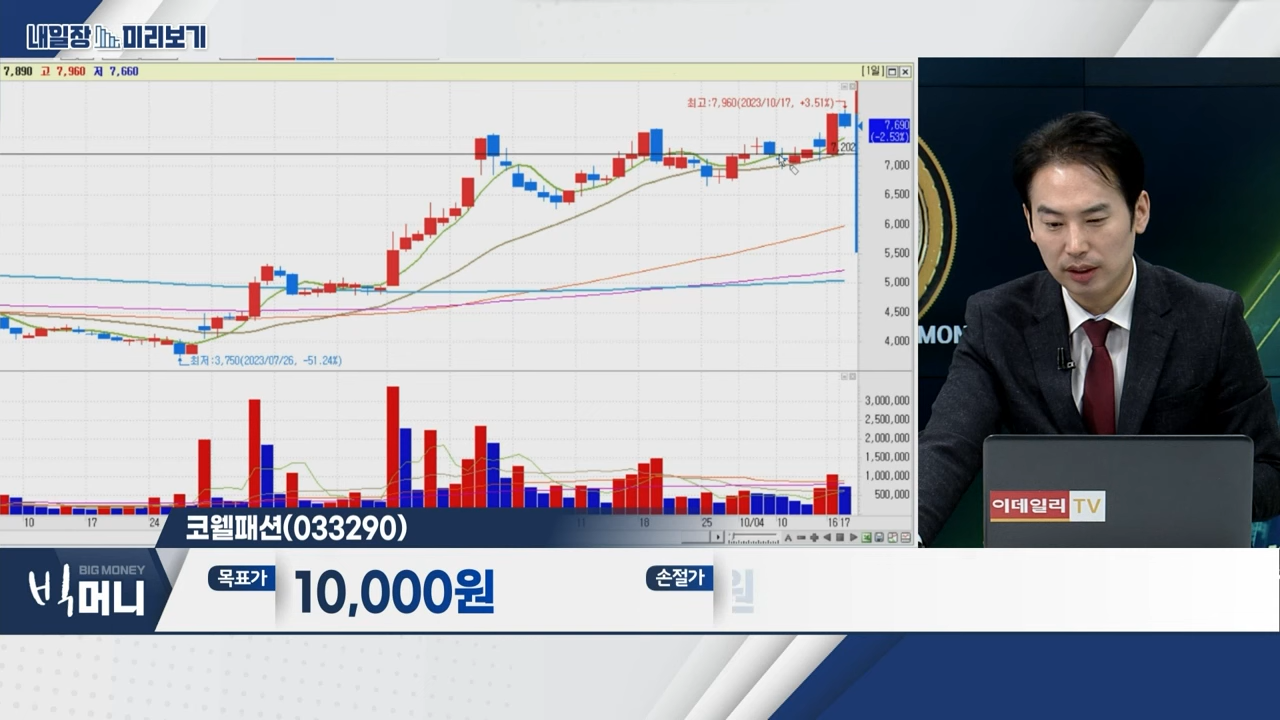 내일장 미리보기
7,890 고 7,960 저 7,660
[1일]
최고:7,960(2023/10/17, +3.51%)
7,690
(-2.53%)
7,202
7,000
6,500
6,000
5,500
5,000
4,500
4,000
최저:3,750(2023/07/26, -51.24%)
3,000,000
2,500,000
2,000,000
1,500,000
1,000,000
500,000
10 17 24 11 18 25 10/04 10 16 17
코웰패션(033290)
MON
이데일리 TV
BIG MONEY
빅머니
목표가
10,000원
손절가
원